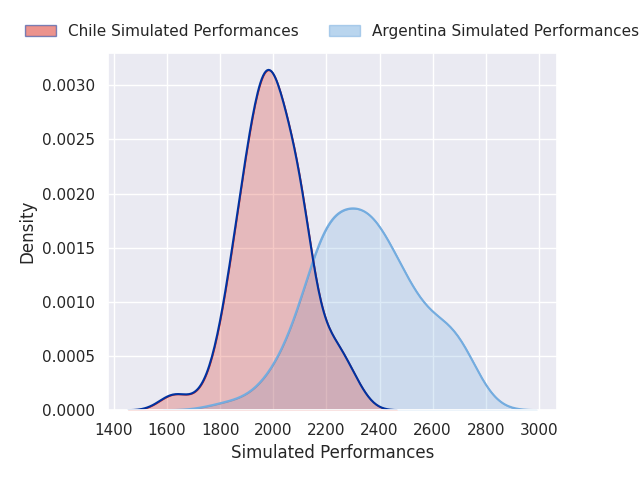 Chile Simulated Performances Argentina Simulated Performances
0.0030
0.0025
0.0020
0.0015
0.0010
0.0005
0.0000
Density
1400 1600 1800 2000 2200 2400 2600 2800 3000
Simulated Performances